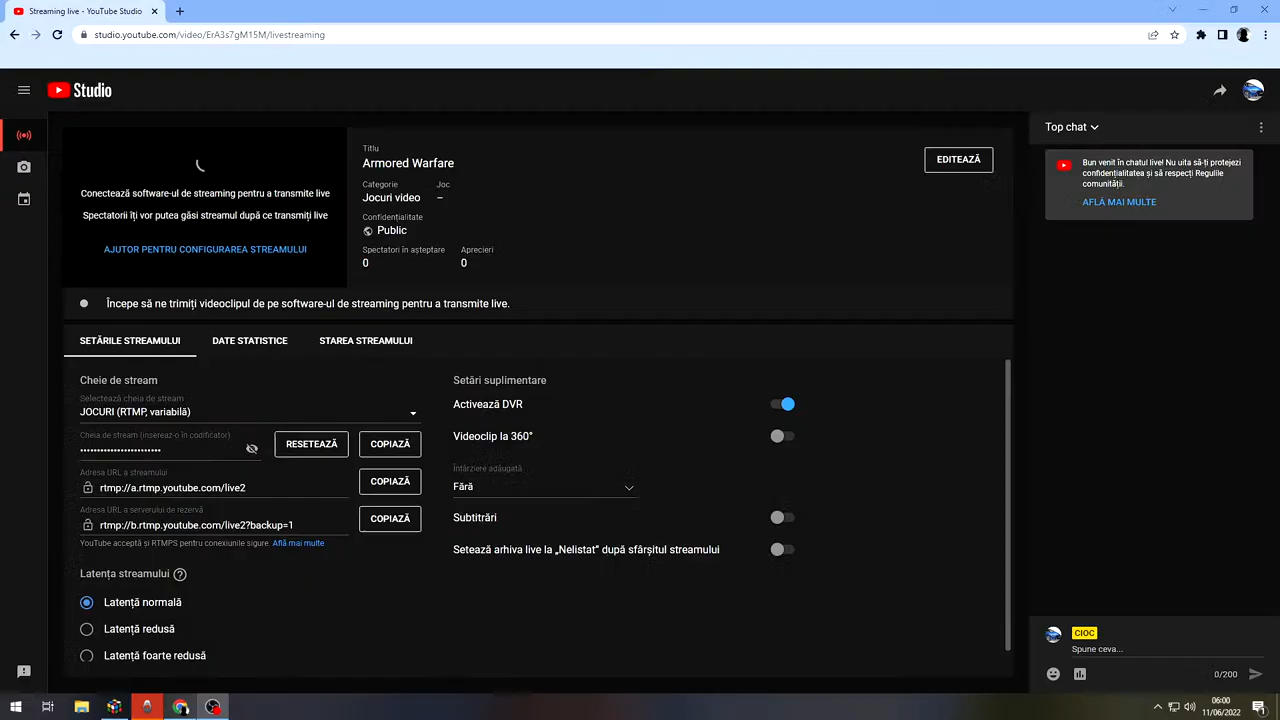 Streaming live - YouTube Studio
studio.youtube.com/video/ErA3s7gM15M/livestreaming
Studio
Conectează software-ul de streaming pentru a transmite live
Spectatorii îți vor putea găsi streamul după ce transmiți live
AJUTOR PENTRU CONFIGURAREA STREAMULUI
Titlu
Armored Warfare
Categorie Joc
Jocuri video –
Confidențialitate
Public
Spectatori în așteptare Aprecieri
0 0
EDITEAZĂ
Începe să ne trimiți videoclipul de pe software-ul de streaming pentru a transmite live.
SETĂRILE STREAMULUI DATE STATISTICE STAREA STREAMULUI
Cheie de stream
Selectează cheia de stream
JOCURI (RTMP, variabilă)
Cheia de stream (inserează-o în codificator)
••••••••••••••••••••••••
RESETEAZĂ COPIAZĂ
Adresa URL a streamului
rtmp://a.rtmp.youtube.com/live2
COPIAZĂ
Adresa URL a serverului de rezervă
rtmp://b.rtmp.youtube.com/live2?backup=1
COPIAZĂ
YouTube acceptă și RTMPS pentru conexiunile sigure. Află mai multe
Latența streamului
Latență normală
Latență redusă
Latență foarte redusă
Setări suplimentare
Activează DVR
Videoclip la 360°
Întârziere adăugată
Fără
Subtitrări
Setează arhiva live la „Nelistat” după sfârșitul streamului
Top chat
Bun venit în chatul live! Nu uita să-ți protejezi
confidențialitatea și să respecți Regulile
comunității.
AFLĂ MAI MULTE
CIOC
Spune ceva...
0/200
06:00
11/06/2022
1